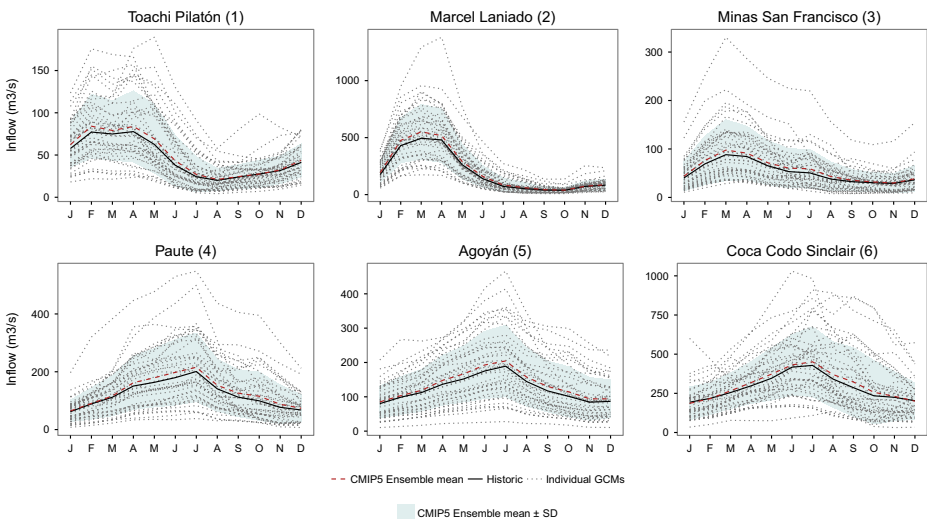 Toachi Pilatón (1)
Marcel Laniado (2)
Minas San Francisco (3)
Inflow (m3/s)
150
100
50
0
J F M A M J J A S O N D
1000
500
0
J F M A M J J A S O N D
300
200
100
0
J F M A M J J A S O N D
Paute (4)
Agoyán (5)
Coca Codo Sinclair (6)
Inflow (m3/s)
400
200
0
J F M A M J J A S O N D
400
300
200
100
0
J F M A M J J A S O N D
1000
750
500
250
0
J F M A M J J A S O N D
CMIP5 Ensemble mean Historic Individual GCMs
CMIP5 Ensemble mean ± SD